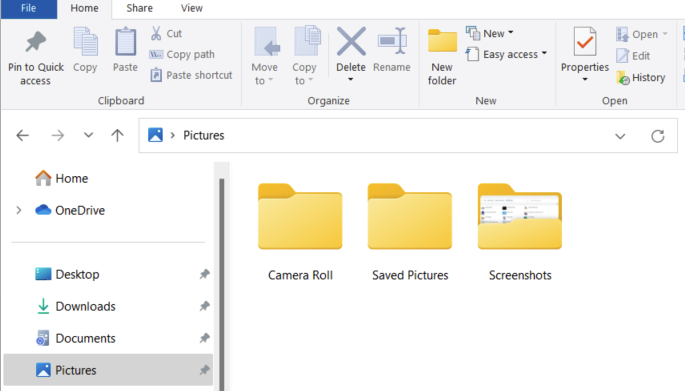 File Home Share View
Pin to Quick access
Copy
Paste
Cut
Copy path
Paste shortcut
Clipboard
Move to
Copy to
Delete
Rename
Organize
New folder
New
Easy access
New
Properties
Open
Edit
History
Open
Pictures
Home
OneDrive
Desktop
Downloads
Documents
Pictures
Camera Roll
Saved Pictures
Screenshots